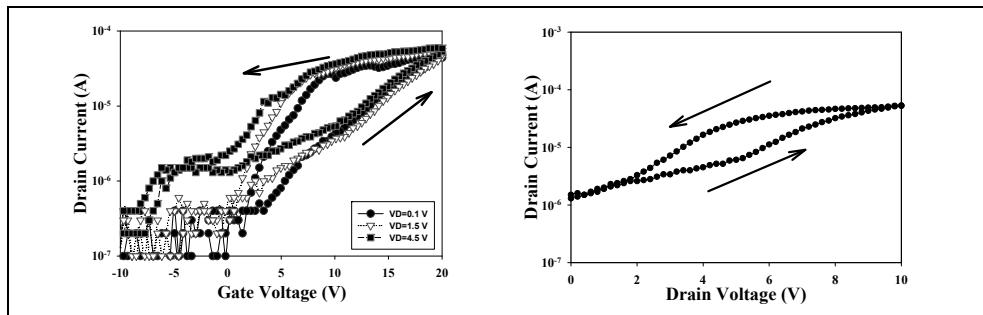 10-4
10-5
10-6
10-7
Drain Current (A)
-10 -5 0 5 10 15 20
Gate Voltage (V)
VD=0.1 V
VD=1.5 V
VD=4.5 V
10-3
10-4
10-5
10-6
10-7
Drain Current (A)
0 2 4 6 8 10
Drain Voltage (V)